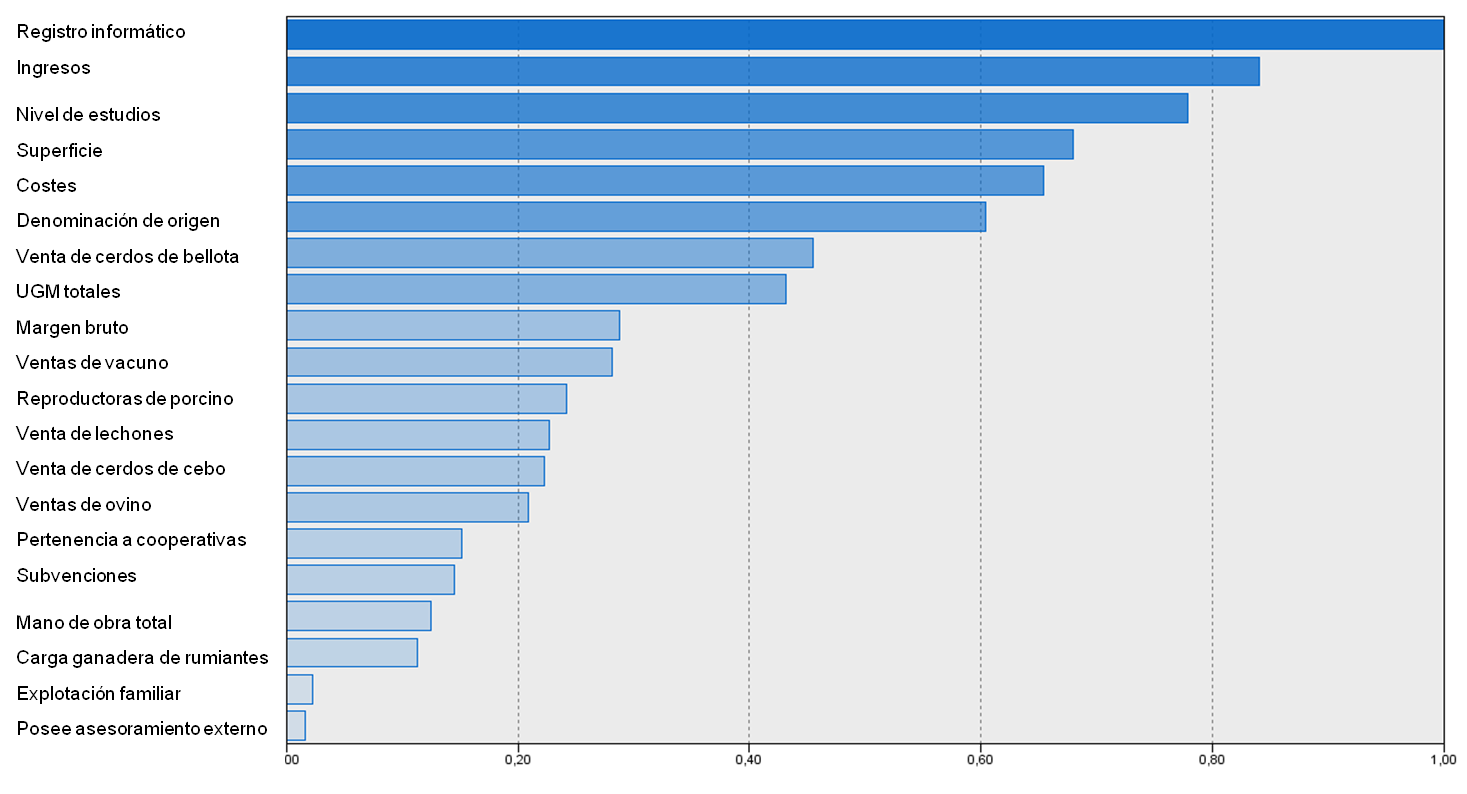 Registro informático
Ingresos
Nivel de estudios
Superficie
Costes
Denominación de origen
Venta de cerdos de bellota
UGM totales
Margen bruto
Ventas de vacuno
Reproductoras de porcino
Venta de lechones
Venta de cerdos de cebo
Ventas de ovino
Pertenencia a cooperativas
Subvenciones
Mano de obra total
Carga ganadera de rumiantes
Explotación familiar
Posee asesoramiento externo
00 0,20 0,40 0,60 0,80 1,00